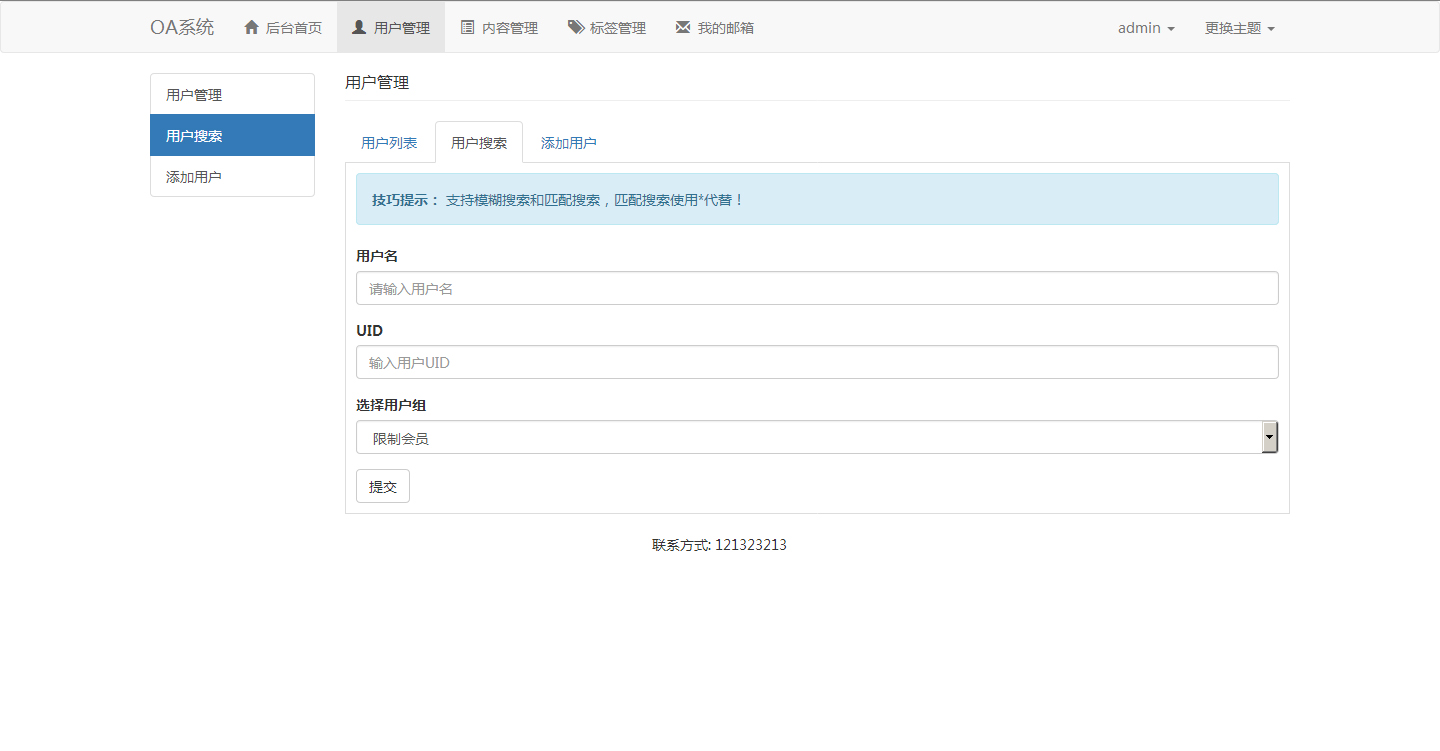 OA系统 后台首页 用户管理 内容管理 标签管理 我的邮箱 admin 更换主题
用户管理
用户搜索
添加用户
用户管理
用户列表 用户搜索 添加用户
技巧提示： 支持模糊搜索和匹配搜索，匹配搜索使用*代替！
用户名
请输入用户名
UID
输入用户UID
选择用户组
限制会员
提交
联系方式: 121323213